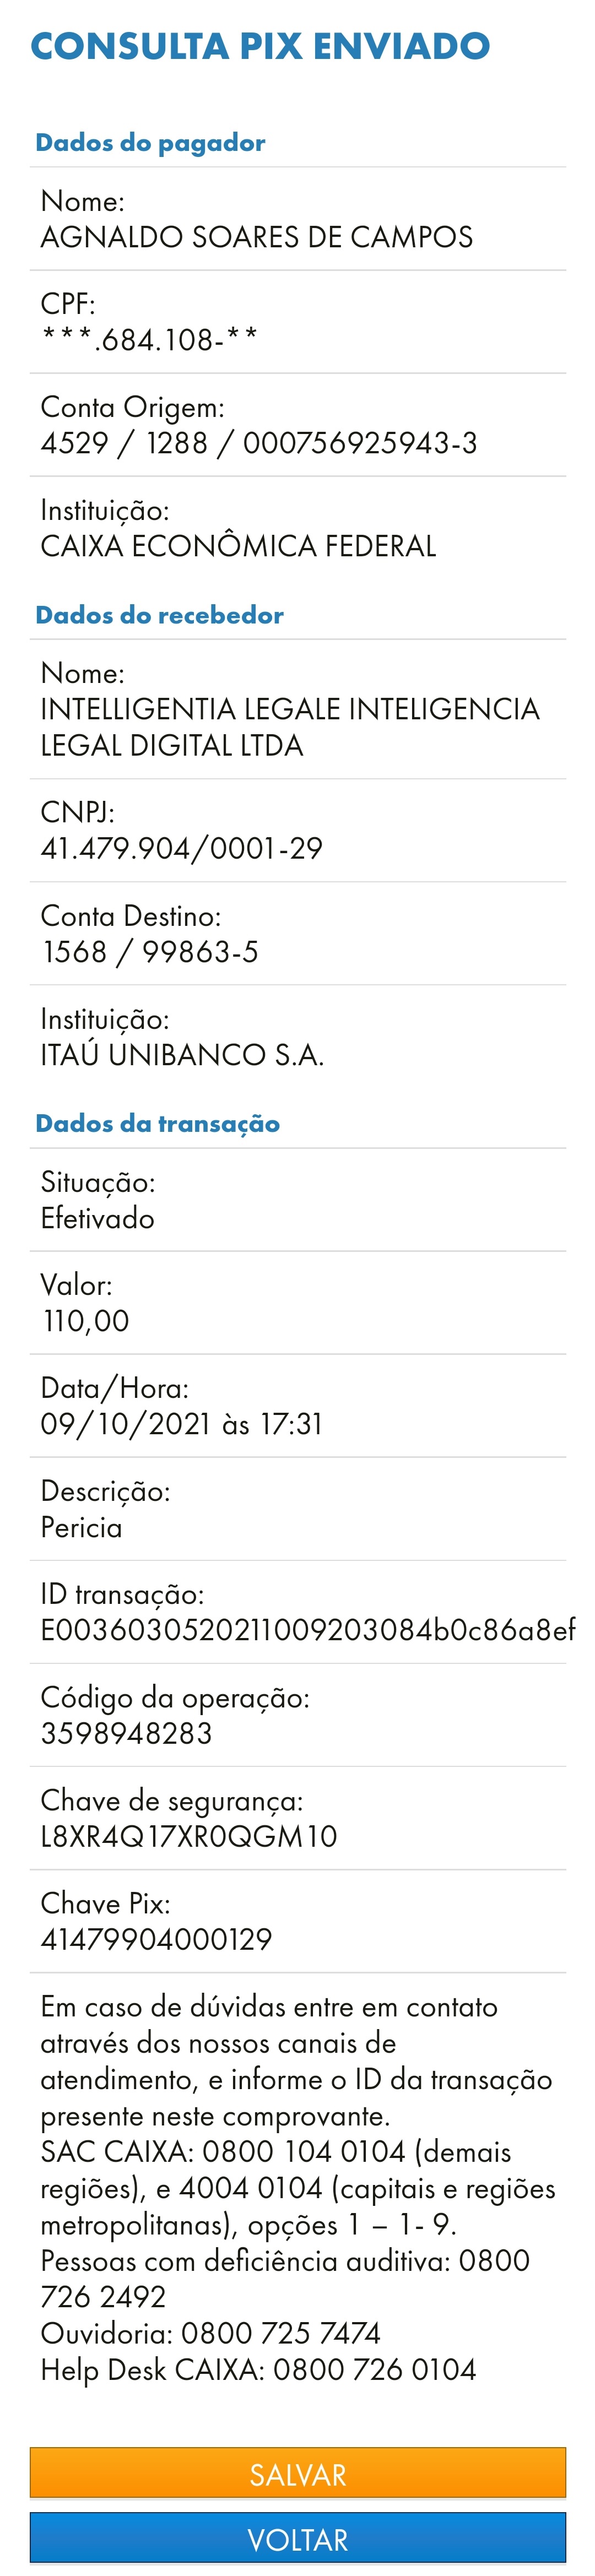 CONSULTA PIX ENVIADO
Dados do pagador
Nome:
AGNALDO SOARES DE CAMPOS
CPF:
***.684.108-**
Conta Origem:
4529 / 1288 / 000756925943-3
Instituição:
CAIXA ECONÔMICA FEDERAL
Dados do recebedor
Nome:
INTELLIGENTIA LEGALE INTELIGENCIA
LEGAL DIGITAL LTDA
CNPJ:
41.479.904/0001-29
Conta Destino:
1568 / 99863-5
Instituição:
ITAÚ UNIBANCO S.A.
Dados da transação
Situação:
Efetivado
Valor:
110,00
Data/Hora:
09/10/2021 às 17:31
Descrição:
Pericia
ID transação:
E0036030520211009203084b0c86a8ef
Código da operação:
3598948283
Chave de segurança:
L8XR4Q17XR0QGM10
Chave Pix:
41479904000129
Em caso de dúvidas entre em contato
através dos nossos canais de
atendimento, e informe o ID da transação
presente neste comprovante.
SAC CAIXA: 0800 104 0104 (demais
regiões), e 4004 0104 (capitais e regiões
metropolitanas), opções 1 – 1- 9.
Pessoas com deficiência auditiva: 0800
726 2492
Ouvidoria: 0800 725 7474
Help Desk CAIXA: 0800 726 0104
SALVAR
VOLTAR